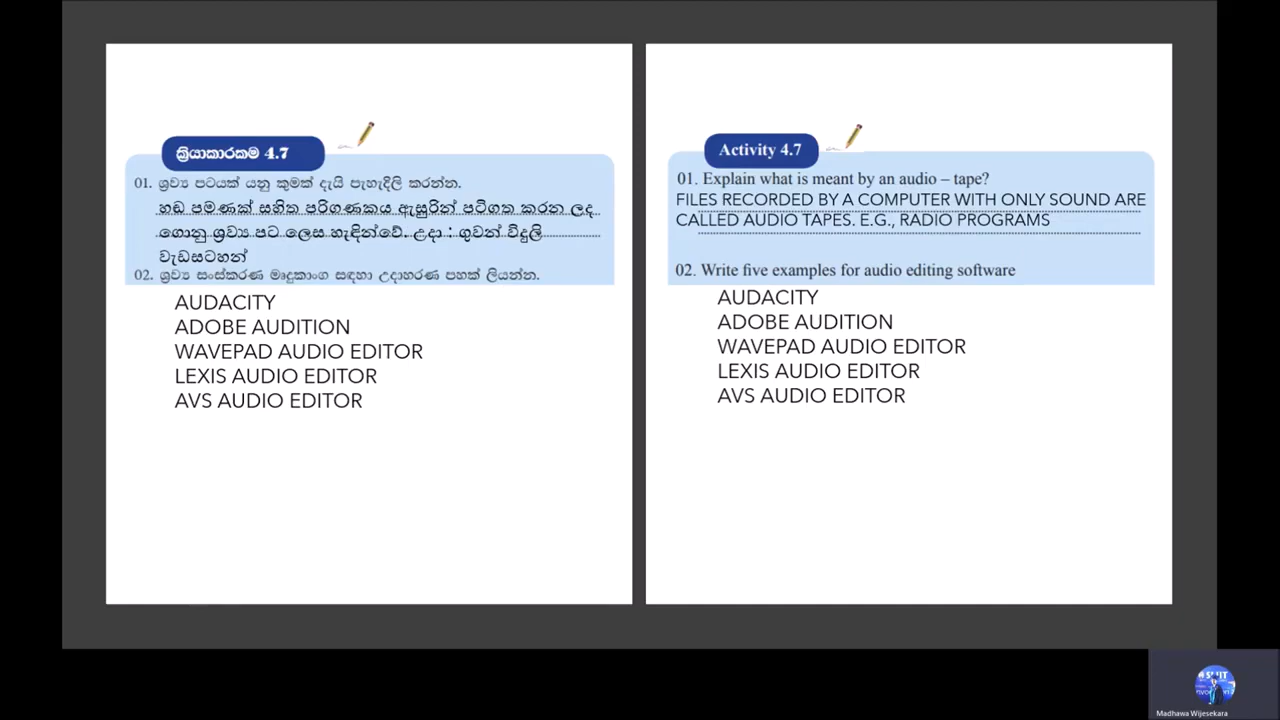 ක්‍රියාකාරකම 4.7
01. ශ්‍රව්‍ය පටයක් යනු කුමක් දැයි පැහැදිලි කරන්න.
හඬ පමණක් සහිත පරිගණකය ඇසුරින් පටිගත කරන ලද
ගොනු ශ්‍රව්‍ය පට ලෙස හැඳින්වේ. උදා : ගුවන් විදුලි
වැඩසටහන්
02. ශ්‍රව්‍ය සංස්කරණ මෘදුකාංග සඳහා උදාහරණ පහක් ලියන්න.
AUDACITY
ADOBE AUDITION
WAVEPAD AUDIO EDITOR
LEXIS AUDIO EDITOR
AVS AUDIO EDITOR
Activity 4.7
01. Explain what is meant by an audio – tape?
FILES RECORDED BY A COMPUTER WITH ONLY SOUND ARE
CALLED AUDIO TAPES. E.G., RADIO PROGRAMS
02. Write five examples for audio editing software
AUDACITY
ADOBE AUDITION
WAVEPAD AUDIO EDITOR
LEXIS AUDIO EDITOR
AVS AUDIO EDITOR
Madhawa Wijesekara